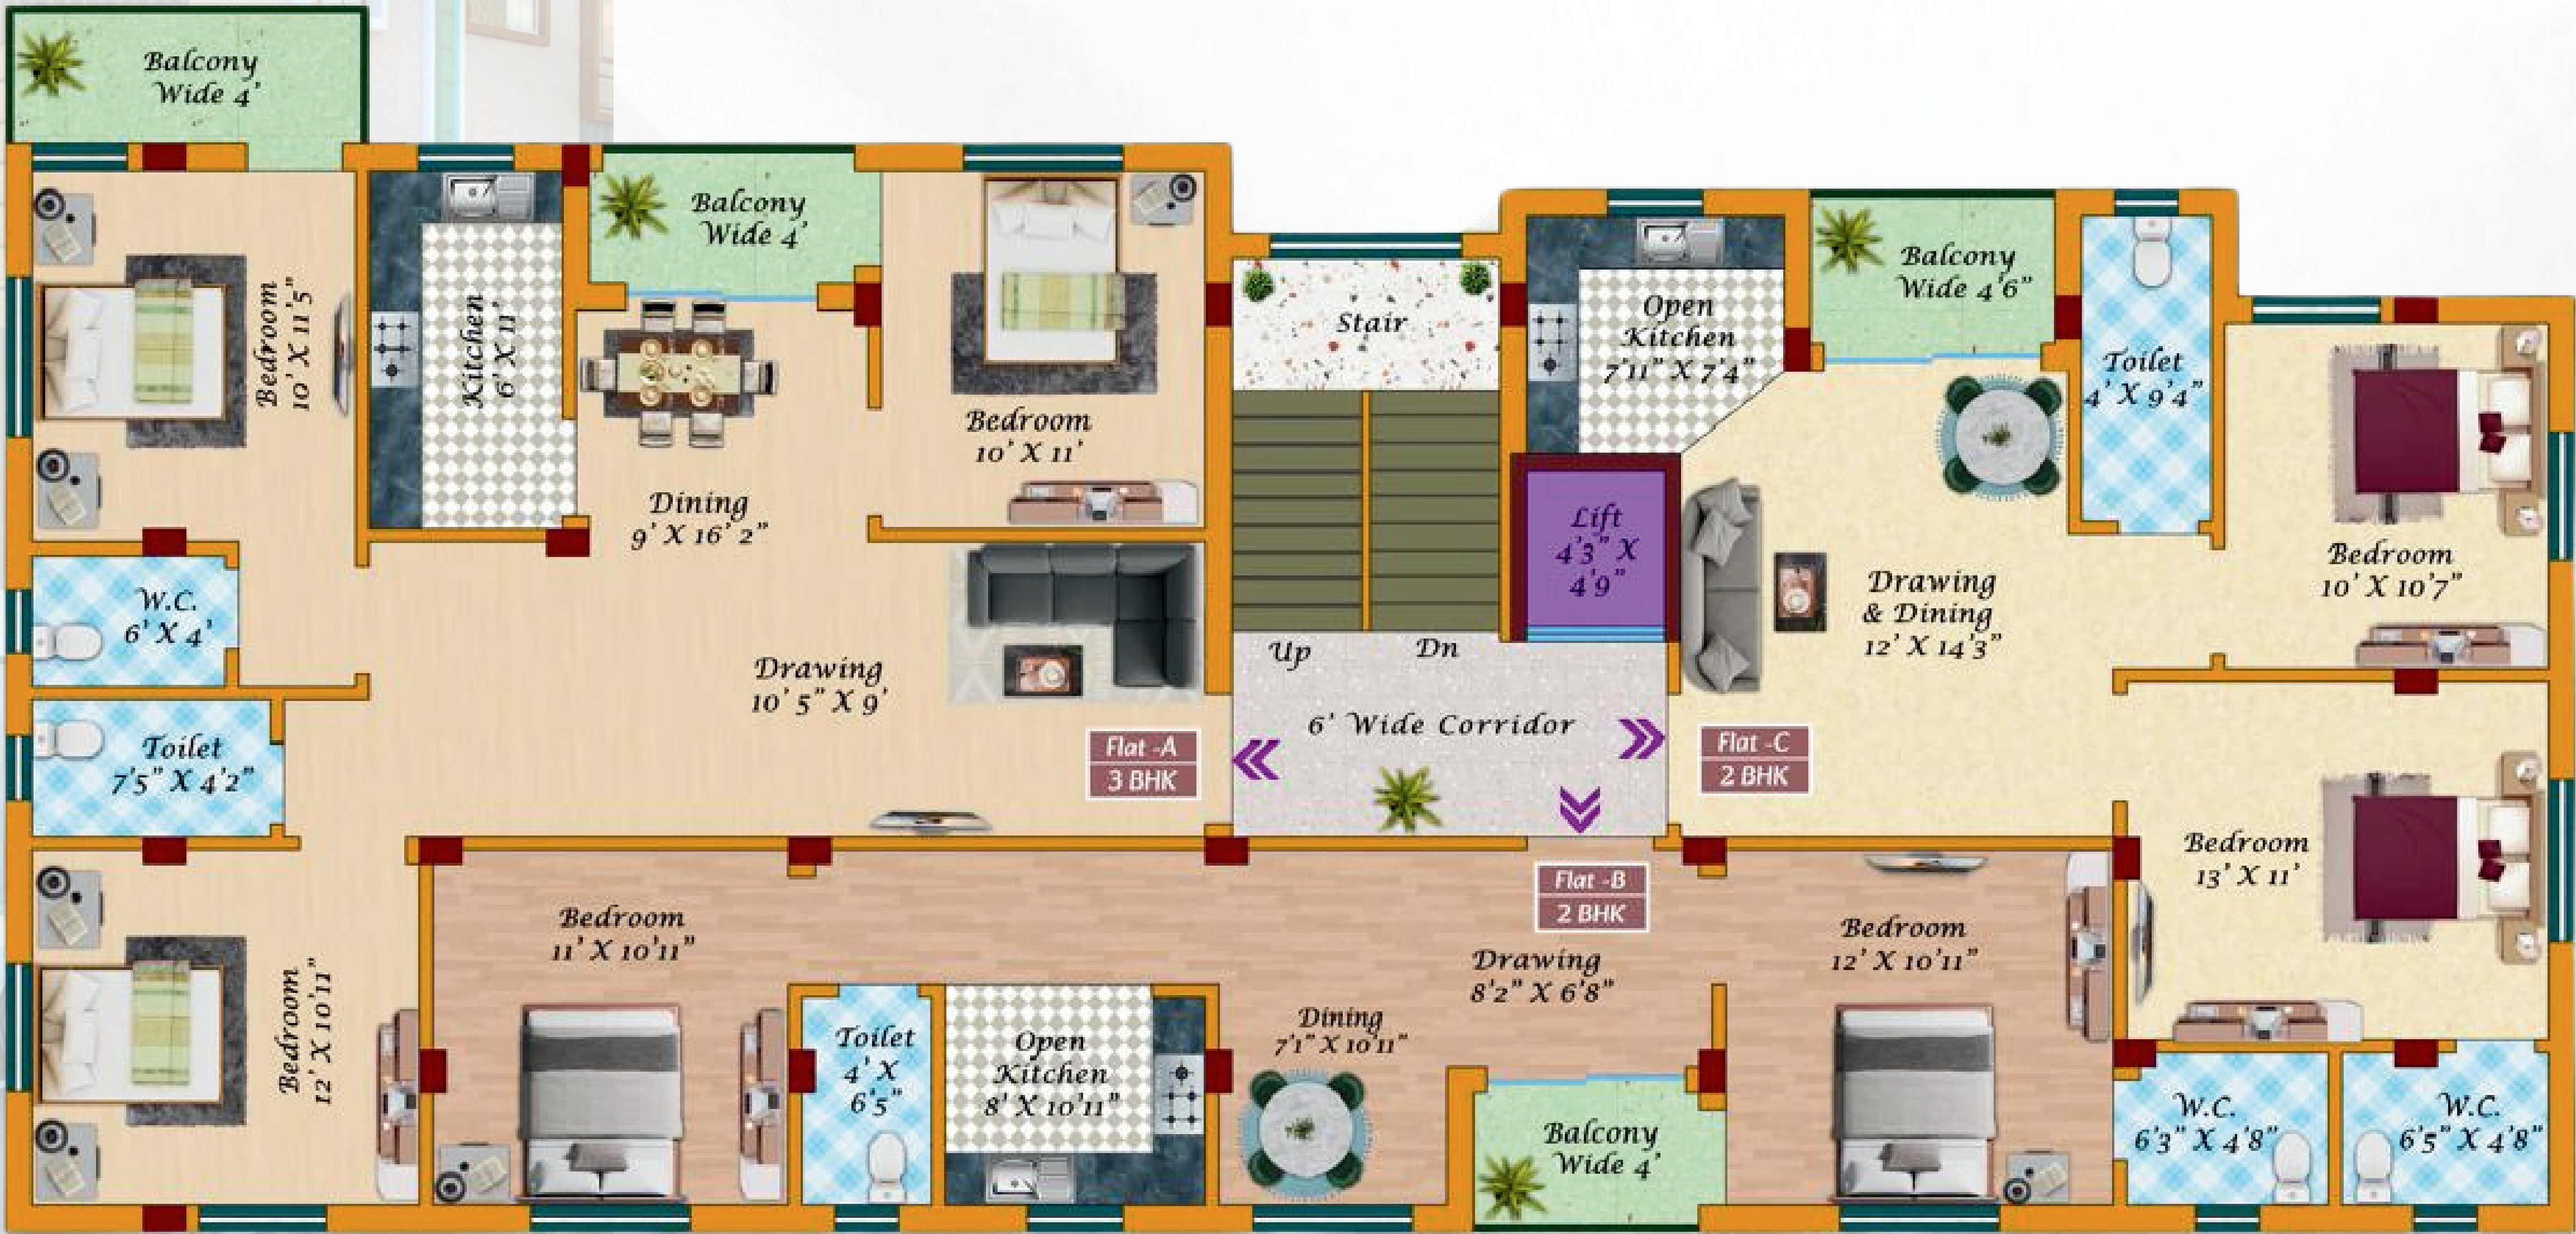 Balcony
Wide 4'
Bedroom
10' X 11'5"
Kitchen
6' X 11'
Balcony
Wide 4'
Dining
9' X 16' 2"
Bedroom
10' X 11'
W.C.
6' X 4'
Toilet
7'5" X 4'2"
Drawing
10' 5" X 9'
Flat -A
3 BHK
Bedroom
12' X 10'11"
Stair
Up
Dn
6' Wide Corridor
Lift
4'3" X
4'9"
Open
Kitchen
7'11" X 7'4"
Balcony
Wide 4'6"
Toilet
4' X 9'4"
Drawing
& Dining
12' X 14'3"
Bedroom
10' X 10'7"
Flat -C
2 BHK
Bedroom
13' X 11'
W.C.
6'3" X 4'8"
W.C.
6'5" X 4'8"
Flat -B
2 BHK
Bedroom
11' X 10'11"
Toilet
4' X
6'5"
Open
Kitchen
8' X 10'11"
Dining
7'1" X 10'11"
Drawing
8'2" X 6'8"
Balcony
Wide 4'
Bedroom
12' X 10'11"